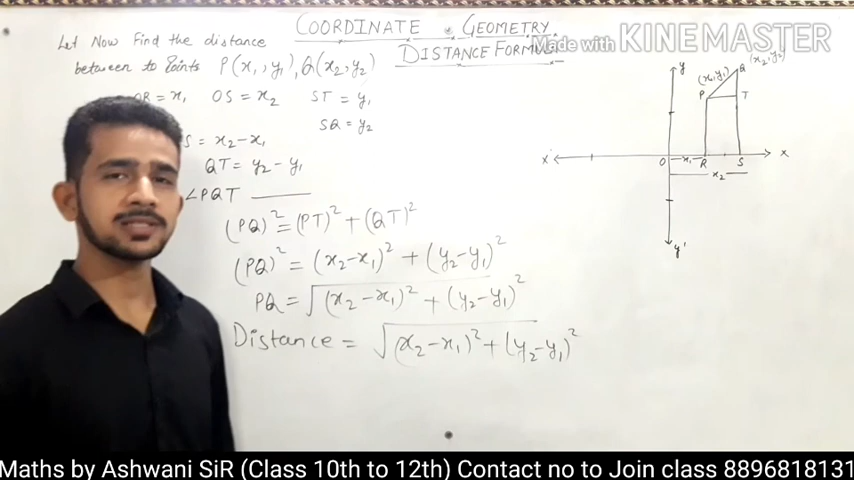 COORDINATE GEOMETRY
Made with KINEMASTER
DISTANCE FORMU
Let Now Find the distance
between to Points P(x₁, y₁), Q(x₂, y₂)
OR = x₁ OS = x₂ ST = y₁
SQ = y₂
S = x₂ - x₁
QT = y₂ - y₁
∠PQT
(PQ)² = (PT)² + (QT)²
(PQ)² = (x₂-x₁)² + (y₂-y₁)²
PQ = √(x₂-x₁)² + (y₂-y₁)²
Distance = √(x₂-x₁)² + (y₂-y₁)²
y
(x₁, y₁) Q (x₂, y₂)
P T
x' O x₁ R S x
x₂
y'
Maths by Ashwani SiR (Class 10th to 12th) Contact no to Join class 8896818131